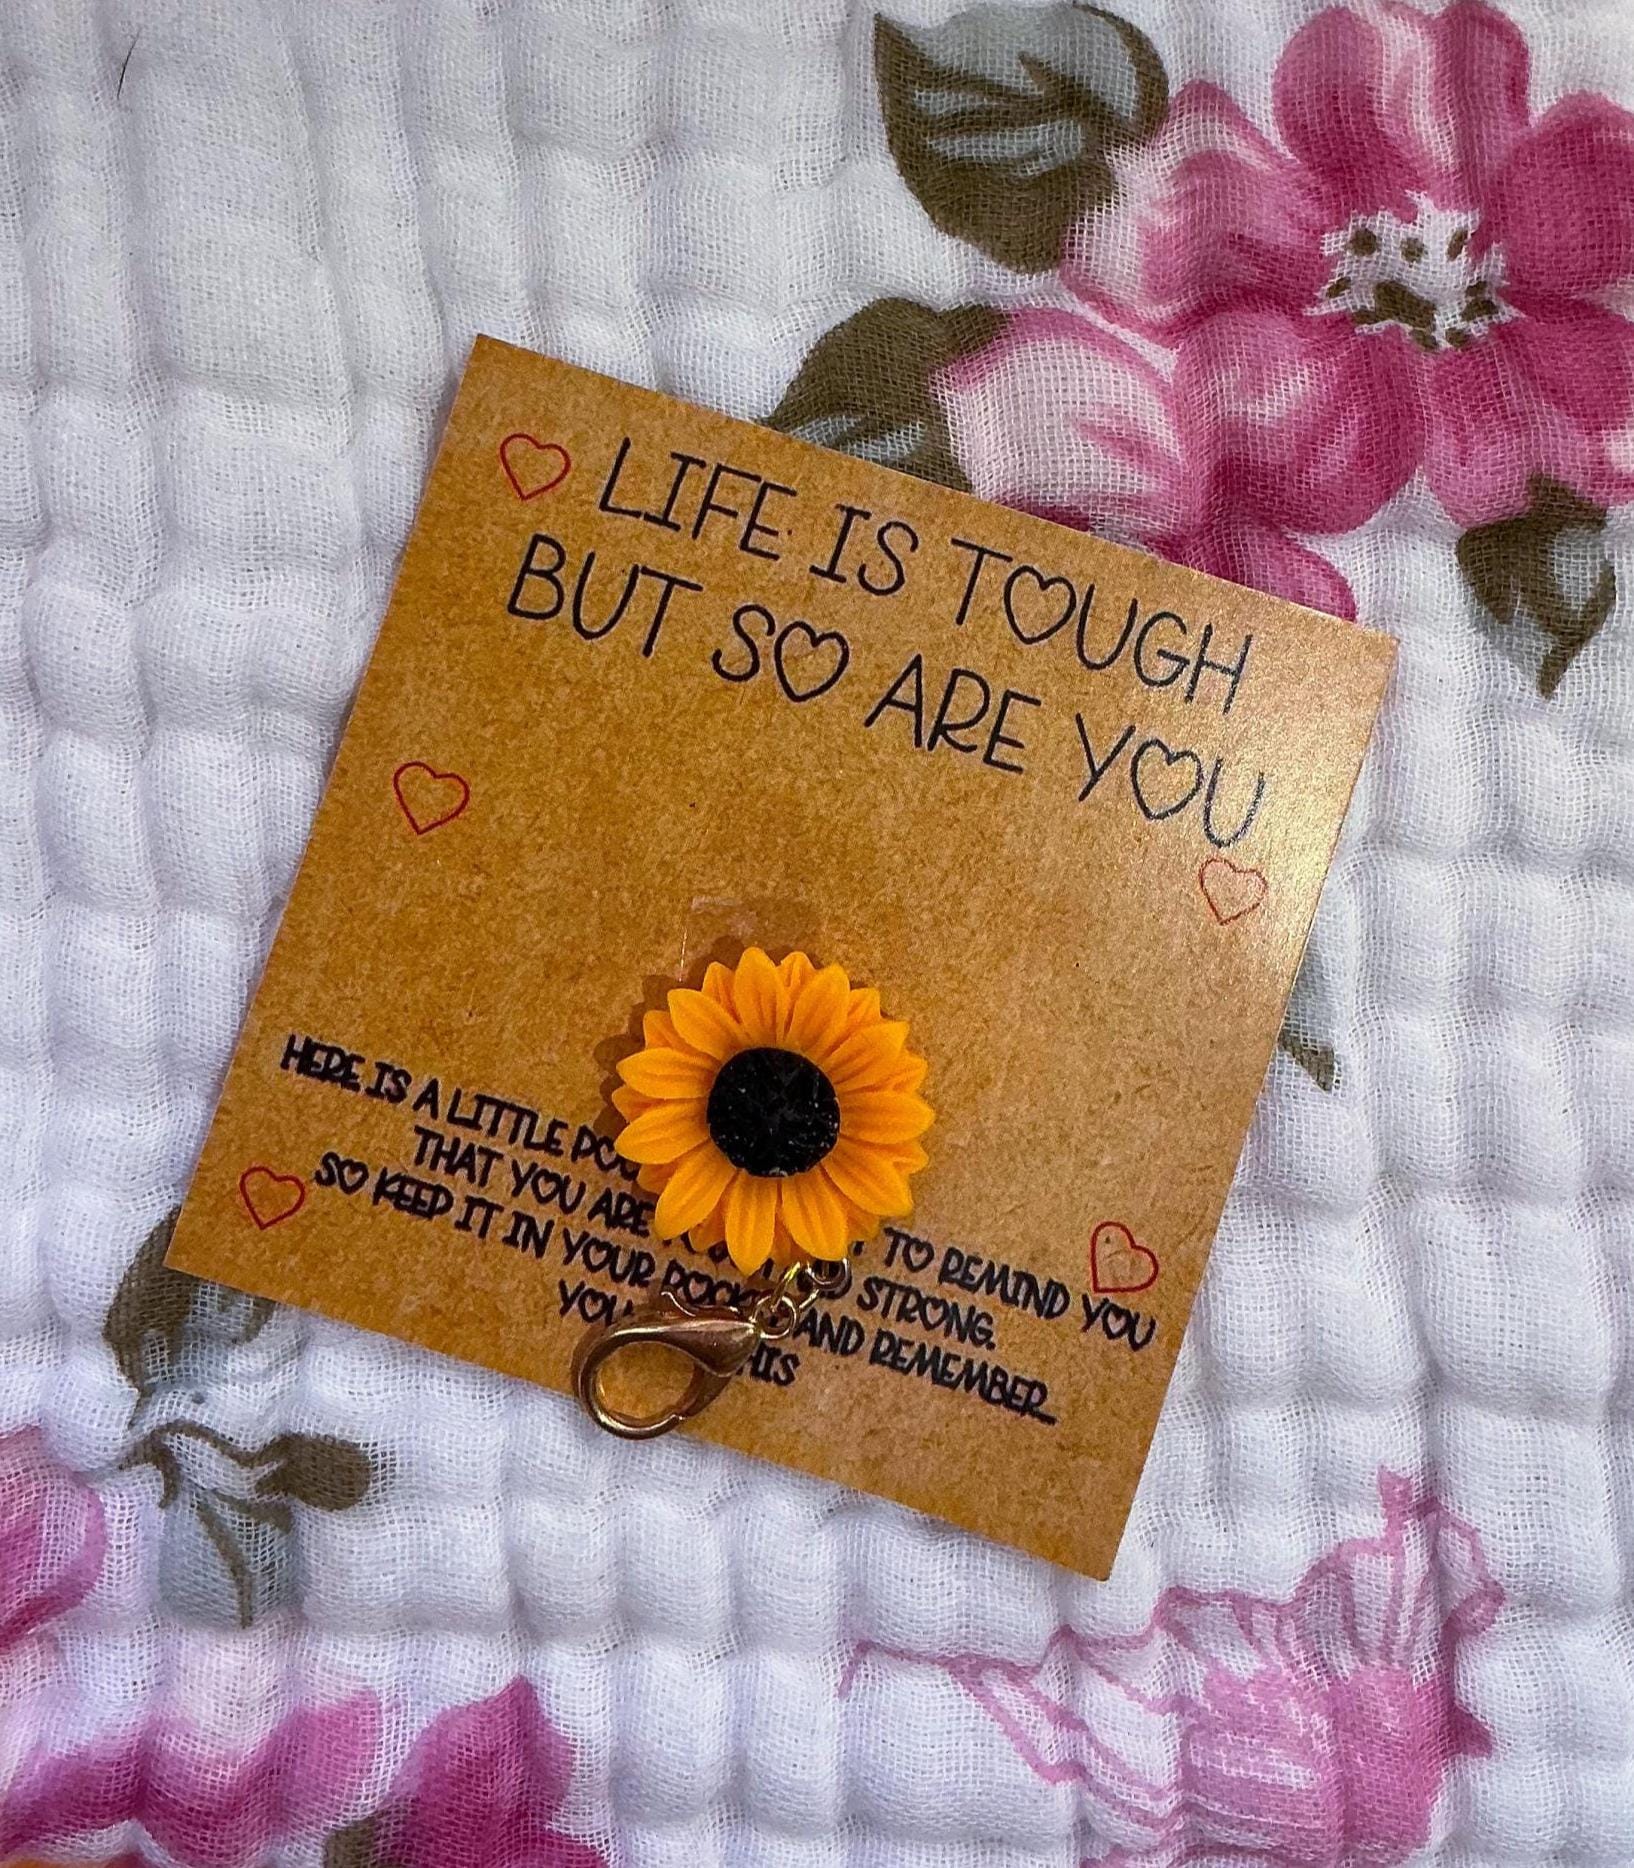 LIFE IS TOUGH
BUT SO ARE YOU
HERE IS A LITTLE TO REMIND YOU
THAT YOU ARE STRONG.
SO KEEP IT IN YOUR AND REMEMBER...